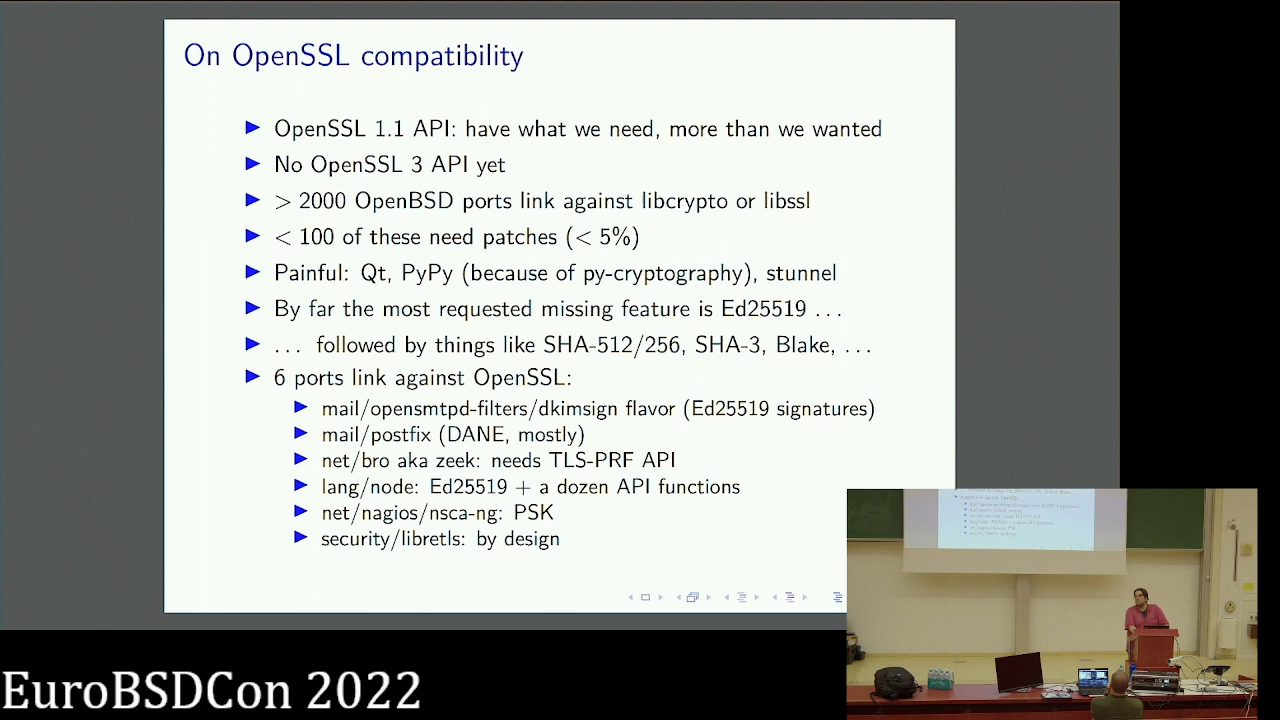 On OpenSSL compatibility
OpenSSL 1.1 API: have what we need, more than we wanted
No OpenSSL 3 API yet
> 2000 OpenBSD ports link against libcrypto or libssl
< 100 of these need patches (< 5%)
Painful: Qt, PyPy (because of py-cryptography), stunnel
By far the most requested missing feature is Ed25519 ...
... followed by things like SHA-512/256, SHA-3, Blake, ...
6 ports link against OpenSSL:
mail/opensmtpd-filters/dkimsign flavor (Ed25519 signatures)
mail/postfix (DANE, mostly)
net/bro aka zeek: needs TLS-PRF API
lang/node: Ed25519 + a dozen API functions
net/nagios/nsca-ng: PSK
security/libretls: by design
EuroBSDCon 2022